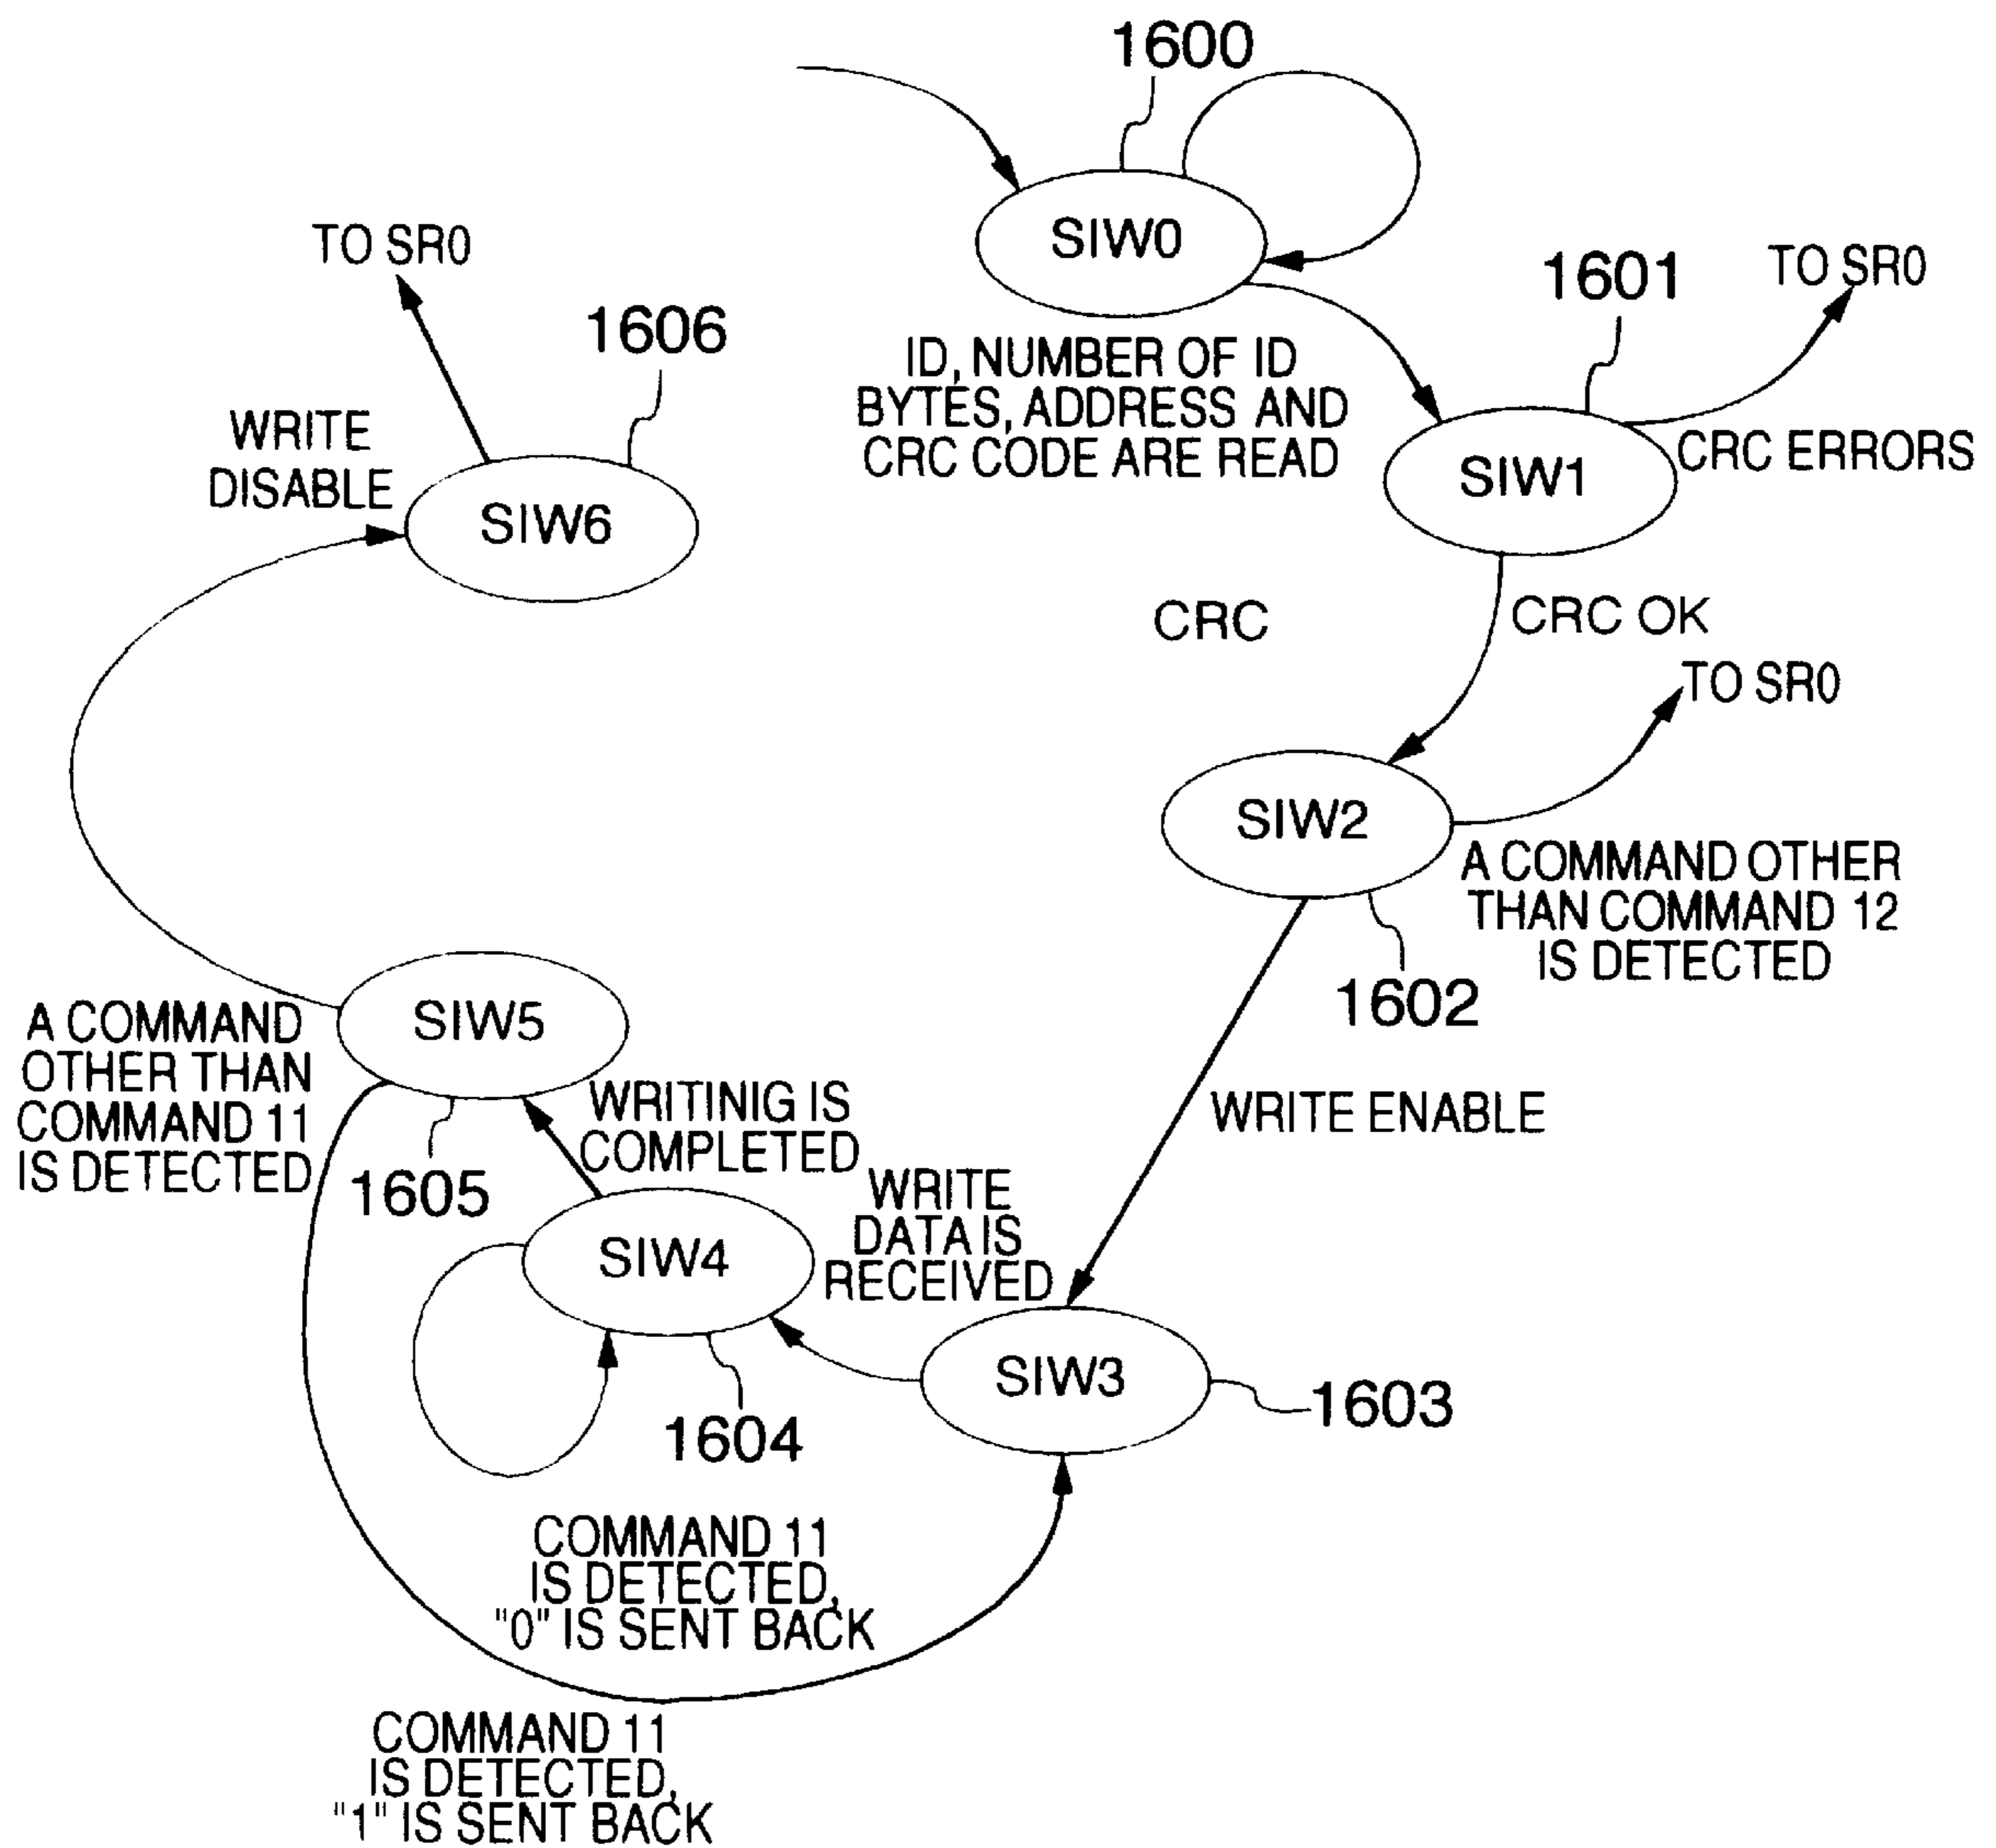 1600
SIW0
TO SR0
1601
TO SR0
1606
ID, NUMBER OF ID
BYTES, ADDRESS AND
CRC CODE ARE READ
WRITE
DISABLE
CRC ERRORS
SIW1
SIW6
CRC
CRC OK
TO SR0
SIW2
A COMMAND OTHER
THAN COMMAND 12
IS DETECTED
1602
SIW5
A COMMAND
OTHER THAN
COMMAND 11
IS DETECTED
WRITINIG IS
COMPLETED
WRITE ENABLE
1605
WRITE
DATA IS
RECEIVED
SIW4
SIW3
1603
1604
COMMAND 11
IS DETECTED,
"0" IS SENT BACK
COMMAND 11
IS DETECTED,
"1" IS SENT BACK